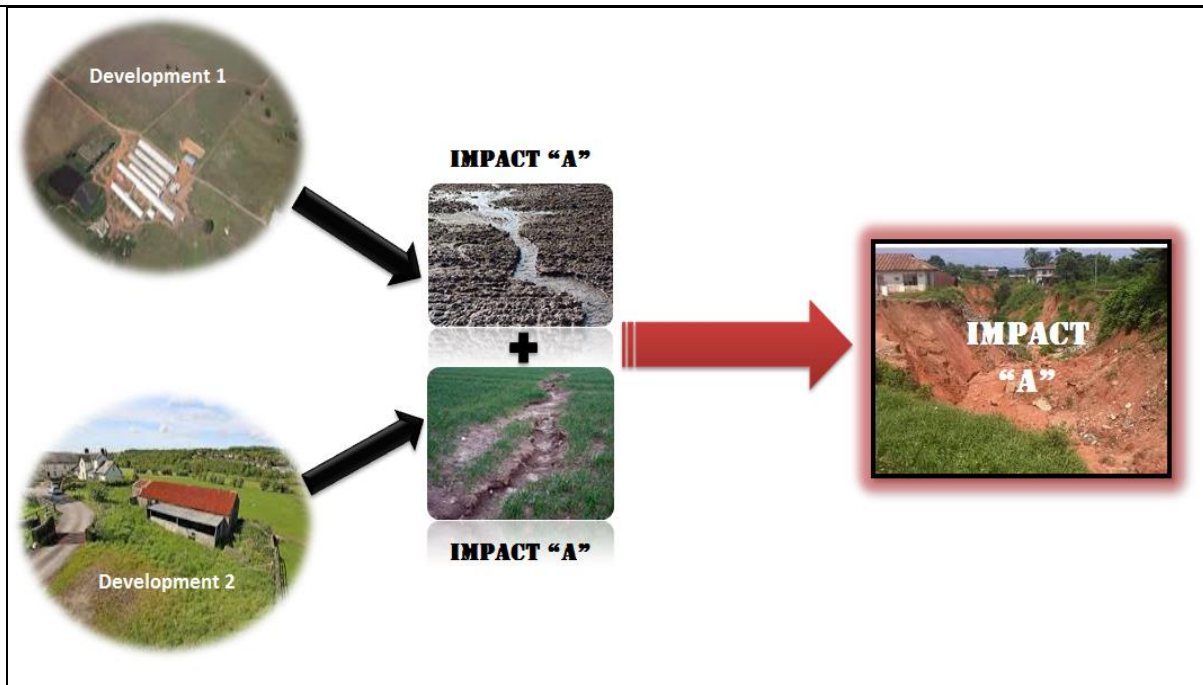 Development 1
IMPACT “A”
+
IMPACT
“A”
Development 2
IMPACT “A”